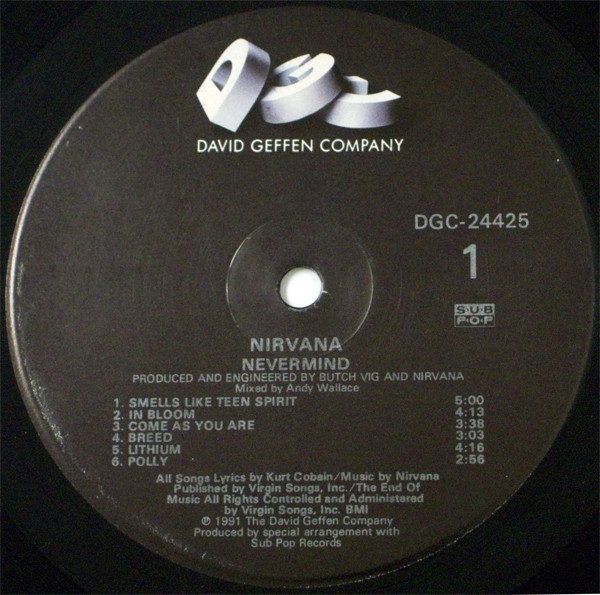 DGC
DAVID GEFFEN COMPANY
DGC-24425
1
SUB
POP
NIRVANA
NEVERMIND
PRODUCED AND ENGINEERED BY BUTCH VIG AND NIRVANA
Mixed by Andy Wallace
1. SMELLS LIKE TEEN SPIRIT 5:00
2. IN BLOOM 4:13
3. COME AS YOU ARE 3:38
4. BREED 3:03
5. LITHIUM 4:16
6. POLLY 2:56
All Songs Lyrics by Kurt Cobain/Music by Nirvana
Published by Virgin Songs, Inc./The End Of
Music All Rights Controlled and Administered
by Virgin Songs, Inc. BMI
℗ 1991 The David Geffen Company
Produced by special arrangement with
Sub Pop Records